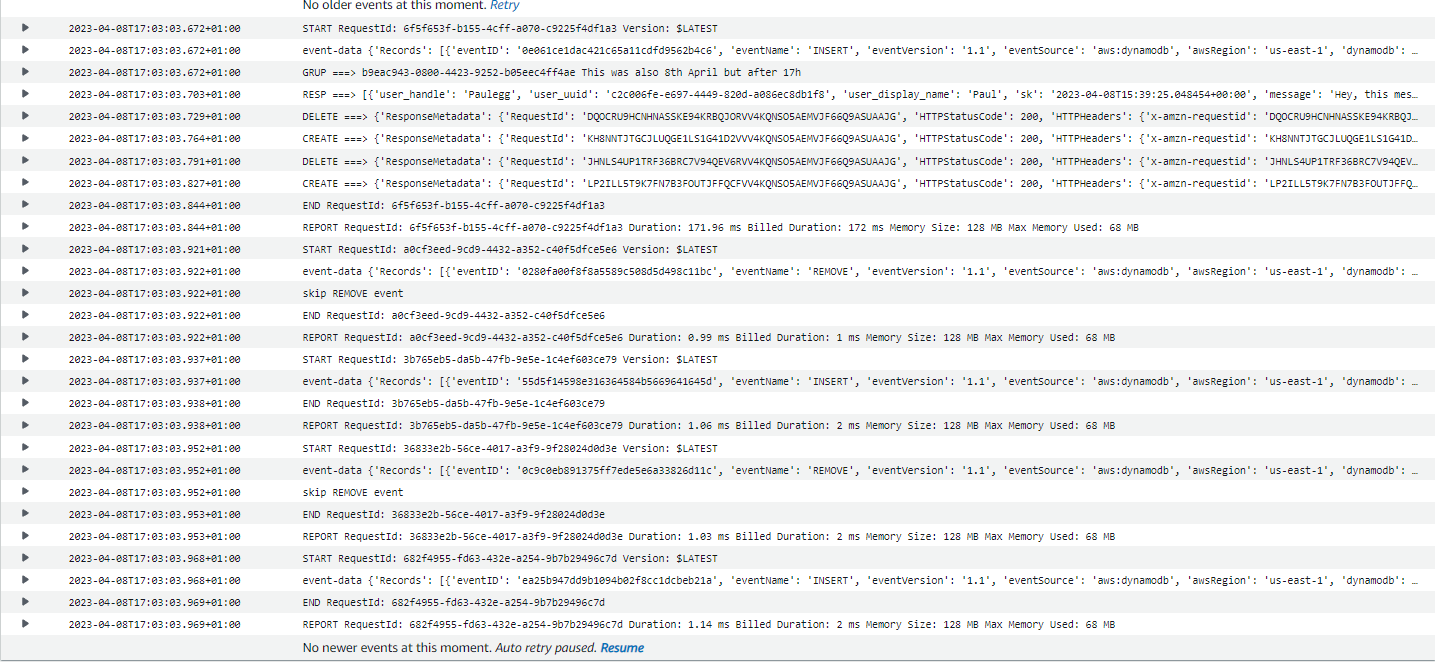 No older events at this moment. Retry
2023-04-08T17:03:03.672+01:00 START RequestId: 6f5f653f-b155-4cff-a070-c9225f4df1a3 Version: $LATEST
2023-04-08T17:03:03.672+01:00 event-data {'Records': [{'eventID': '0e061ce1dac421c65a11cdfd9562b4c6', 'eventName': 'INSERT', 'eventVersion': '1.1', 'eventSource': 'aws:dynamodb', 'awsRegion': 'us-east-1', 'dynamodb': …
2023-04-08T17:03:03.672+01:00 GRUP ===> b9eac943-0800-4423-9252-b05eec4ff4ae This was also 8th April but after 17h
2023-04-08T17:03:03.703+01:00 RESP ===> [{'user_handle': 'Paulegg', 'user_uuid': 'c2c006fe-e697-4449-820d-a086ec8db1f8', 'user_display_name': 'Paul', 'sk': '2023-04-08T15:39:25.048454+00:00', 'message': 'Hey, this mes…
2023-04-08T17:03:03.729+01:00 DELETE ===> {'ResponseMetadata': {'RequestId': 'DQOCRU9HCNHNASSKE94KRBQJORVV4KQNSO5AEMVJF66Q9ASUAAJG', 'HTTPStatusCode': 200, 'HTTPHeaders': {'x-amzn-requestid': 'DQOCRU9HCNHNASSKE94KRBQJ…
2023-04-08T17:03:03.764+01:00 CREATE ===> {'ResponseMetadata': {'RequestId': 'KH8NNTJTGCJLUQGE1LS1G41D2VVV4KQNSO5AEMVJF66Q9ASUAAJG', 'HTTPStatusCode': 200, 'HTTPHeaders': {'x-amzn-requestid': 'KH8NNTJTGCJLUQGE1LS1G41D…
2023-04-08T17:03:03.791+01:00 DELETE ===> {'ResponseMetadata': {'RequestId': 'JHNLS4UP1TRF36BRC7V94QEV6RVV4KQNSO5AEMVJF66Q9ASUAAJG', 'HTTPStatusCode': 200, 'HTTPHeaders': {'x-amzn-requestid': 'JHNLS4UP1TRF36BRC7V94QEV…
2023-04-08T17:03:03.827+01:00 CREATE ===> {'ResponseMetadata': {'RequestId': 'LP2ILL5T9K7FN7B3FOUTJFFQCFVV4KQNSO5AEMVJF66Q9ASUAAJG', 'HTTPStatusCode': 200, 'HTTPHeaders': {'x-amzn-requestid': 'LP2ILL5T9K7FN7B3FOUTJFFQ…
2023-04-08T17:03:03.844+01:00 END RequestId: 6f5f653f-b155-4cff-a070-c9225f4df1a3
2023-04-08T17:03:03.844+01:00 REPORT RequestId: 6f5f653f-b155-4cff-a070-c9225f4df1a3 Duration: 171.96 ms Billed Duration: 172 ms Memory Size: 128 MB Max Memory Used: 68 MB
2023-04-08T17:03:03.921+01:00 START RequestId: a0cf3eed-9cd9-4432-a352-c40f5dfce5e6 Version: $LATEST
2023-04-08T17:03:03.922+01:00 event-data {'Records': [{'eventID': '0280fa00f8f8a5589c508d5d498c11bc', 'eventName': 'REMOVE', 'eventVersion': '1.1', 'eventSource': 'aws:dynamodb', 'awsRegion': 'us-east-1', 'dynamodb': …
2023-04-08T17:03:03.922+01:00 skip REMOVE event
2023-04-08T17:03:03.922+01:00 END RequestId: a0cf3eed-9cd9-4432-a352-c40f5dfce5e6
2023-04-08T17:03:03.922+01:00 REPORT RequestId: a0cf3eed-9cd9-4432-a352-c40f5dfce5e6 Duration: 0.99 ms Billed Duration: 1 ms Memory Size: 128 MB Max Memory Used: 68 MB
2023-04-08T17:03:03.937+01:00 START RequestId: 3b765eb5-da5b-47fb-9e5e-1c4ef603ce79 Version: $LATEST
2023-04-08T17:03:03.937+01:00 event-data {'Records': [{'eventID': '55d5f14598e316364584b5669641645d', 'eventName': 'INSERT', 'eventVersion': '1.1', 'eventSource': 'aws:dynamodb', 'awsRegion': 'us-east-1', 'dynamodb': …
2023-04-08T17:03:03.938+01:00 END RequestId: 3b765eb5-da5b-47fb-9e5e-1c4ef603ce79
2023-04-08T17:03:03.938+01:00 REPORT RequestId: 3b765eb5-da5b-47fb-9e5e-1c4ef603ce79 Duration: 1.06 ms Billed Duration: 2 ms Memory Size: 128 MB Max Memory Used: 68 MB
2023-04-08T17:03:03.952+01:00 START RequestId: 36833e2b-56ce-4017-a3f9-9f28024d0d3e Version: $LATEST
2023-04-08T17:03:03.952+01:00 event-data {'Records': [{'eventID': '0c9c0eb891375ff7ede5e6a33826d11c', 'eventName': 'REMOVE', 'eventVersion': '1.1', 'eventSource': 'aws:dynamodb', 'awsRegion': 'us-east-1', 'dynamodb': …
2023-04-08T17:03:03.952+01:00 skip REMOVE event
2023-04-08T17:03:03.953+01:00 END RequestId: 36833e2b-56ce-4017-a3f9-9f28024d0d3e
2023-04-08T17:03:03.953+01:00 REPORT RequestId: 36833e2b-56ce-4017-a3f9-9f28024d0d3e Duration: 1.03 ms Billed Duration: 2 ms Memory Size: 128 MB Max Memory Used: 68 MB
2023-04-08T17:03:03.968+01:00 START RequestId: 682f4955-fd63-432e-a254-9b7b29496c7d Version: $LATEST
2023-04-08T17:03:03.968+01:00 event-data {'Records': [{'eventID': 'ea25b947dd9b1094b02f8cc1dcbeb21a', 'eventName': 'INSERT', 'eventVersion': '1.1', 'eventSource': 'aws:dynamodb', 'awsRegion': 'us-east-1', 'dynamodb': …
2023-04-08T17:03:03.969+01:00 END RequestId: 682f4955-fd63-432e-a254-9b7b29496c7d
2023-04-08T17:03:03.969+01:00 REPORT RequestId: 682f4955-fd63-432e-a254-9b7b29496c7d Duration: 1.14 ms Billed Duration: 2 ms Memory Size: 128 MB Max Memory Used: 68 MB
No newer events at this moment. Auto retry paused. Resume